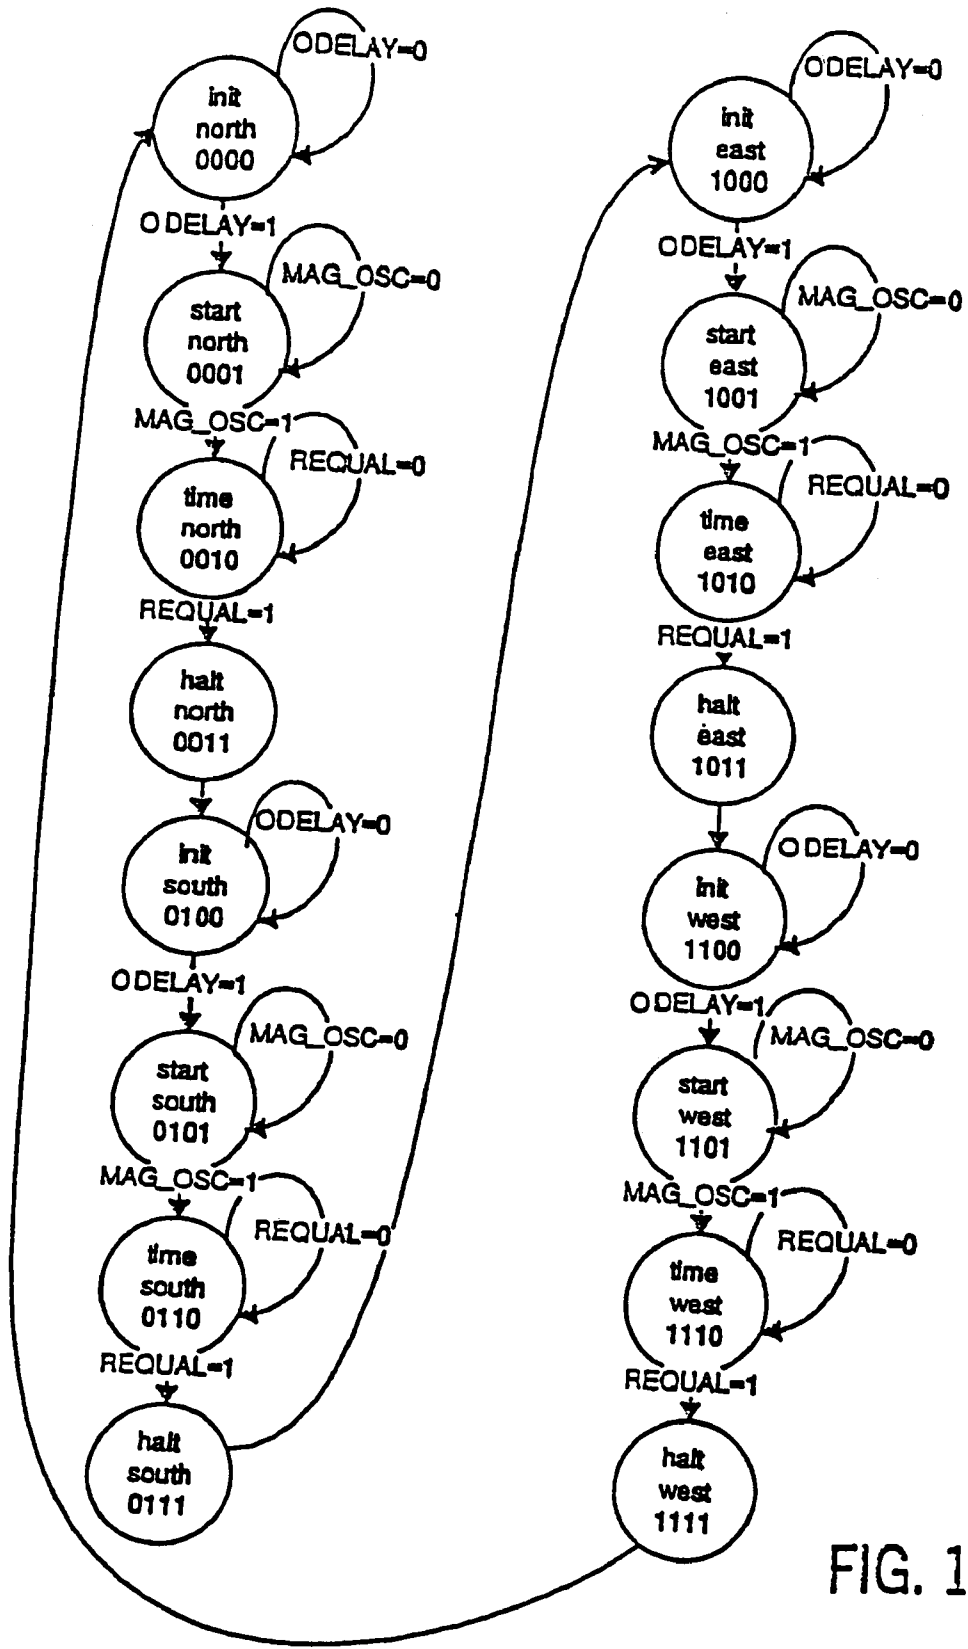 ODELAY=0
init
north
0000
ODELAY=1
MAG_OSC=0
start
north
0001
MAG_OSC=1
REQUAL=0
time
north
0010
REQUAL=1
halt
north
0011
ODELAY=0
init
south
0100
ODELAY=1
MAG_OSC=0
start
south
0101
MAG_OSC=1
REQUAL=0
time
south
0110
REQUAL=1
halt
south
0111
ODELAY=0
init
east
1000
ODELAY=1
MAG_OSC=0
start
east
1001
MAG_OSC=1
REQUAL=0
time
east
1010
REQUAL=1
halt
east
1011
ODELAY=0
init
west
1100
ODELAY=1
MAG_OSC=0
start
west
1101
MAG_OSC=1
REQUAL=0
time
west
1110
REQUAL=1
halt
west
1111
FIG. 1